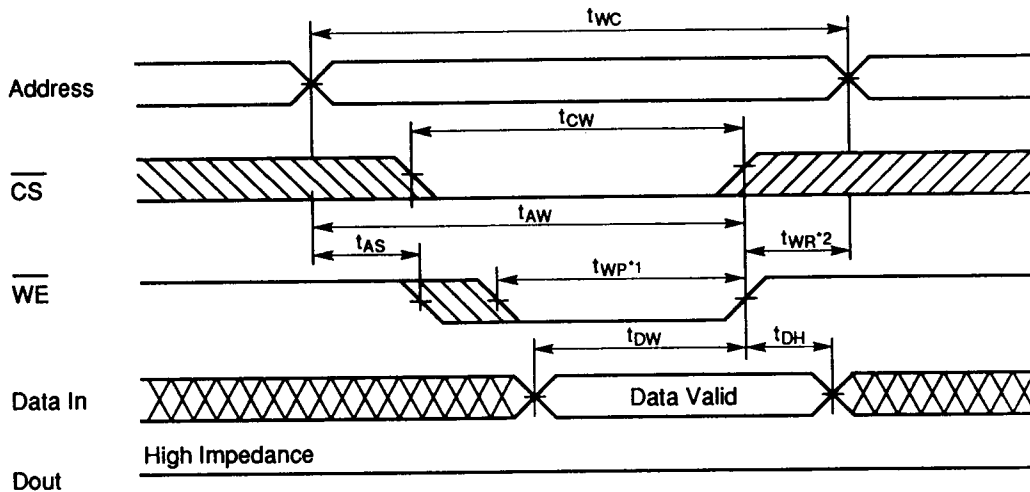 tWC
Address
tCW
CS
tAW
tAS
tWR*2
WE
tWP*1
tDW
tDH
Data In
Data Valid
High Impedance
Dout